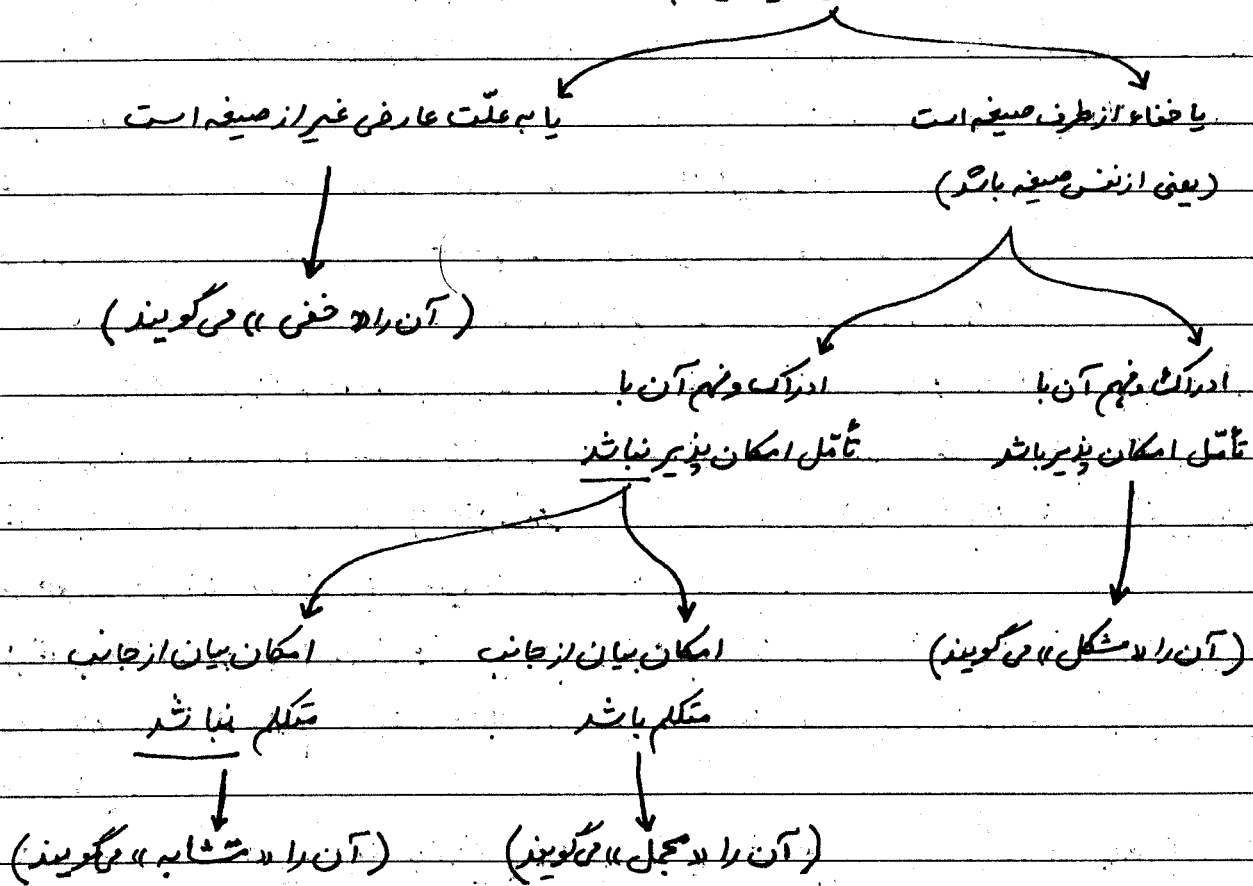 یا خفاء از طرف صیغه است
یا به علّت عارض غیر از صیغه است
(یعنی از نفس صیغه باشد)
(آن را «خفی» می‌گویند)
ادراک و فهم آن با
ادراک و فهم آن با
تأمّل امکان پذیر باشد
تأمّل امکان پذیر نباشد
(آن را «مشکل» می‌گویند)
امکان بیان از جانب
امکان بیان از جانب
متکلم باشد
متکلم نباشد
(آن را «مجمل» می‌گویند)
(آن را «متشابه» می‌گویند)